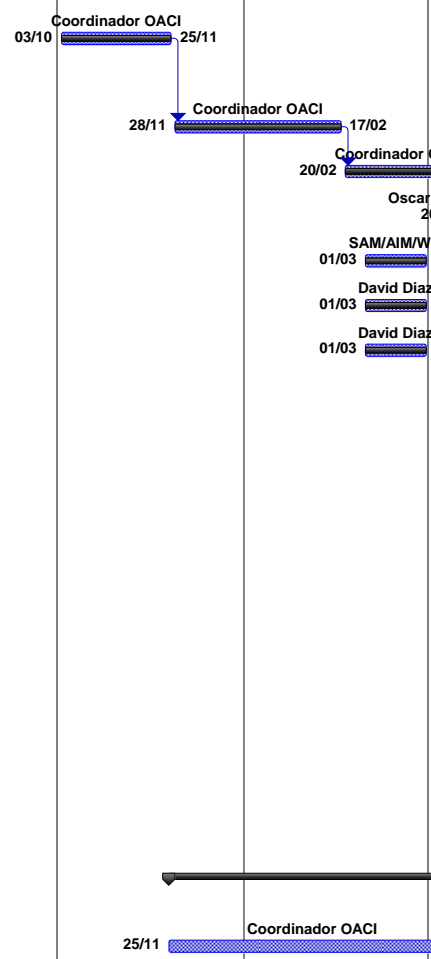 Coordinador OACI
03/10 25/11
Coordinador OACI
28/11 17/02
Coordinador
20/02
Oscar
SAM/AIM/W
01/03
David Diaz
01/03
David Diaz
01/03
Coordinador OACI
25/11